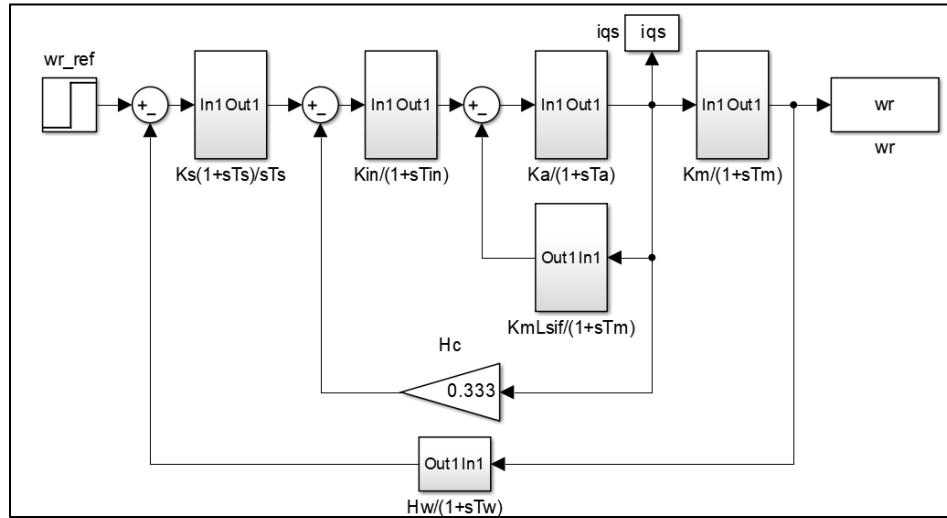 wr_ref
iqs
iqs
+
−
In1 Out1
Ks(1+sTs)/sTs
+
−
In1 Out1
Kin/(1+sTin)
+
−
In1 Out1
Ka/(1+sTa)
In1 Out1
Km/(1+sTm)
wr
wr
Out1 In1
KmLsif/(1+sTm)
Hc
0.333
Out1 In1
Hw/(1+sTw)